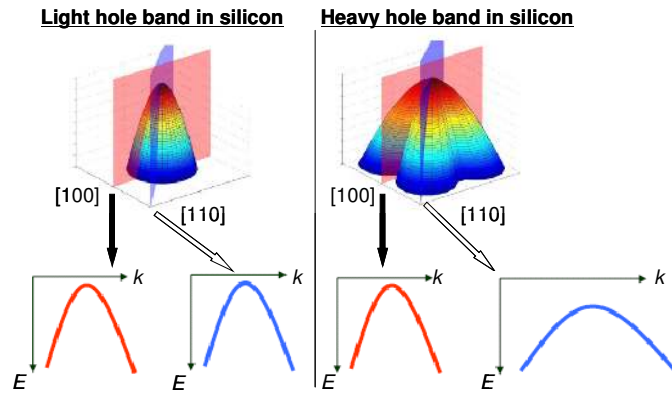 Light hole band in silicon
Heavy hole band in silicon
[100]
[110]
[100]
[110]
k
k
k
k
E
E
E
E